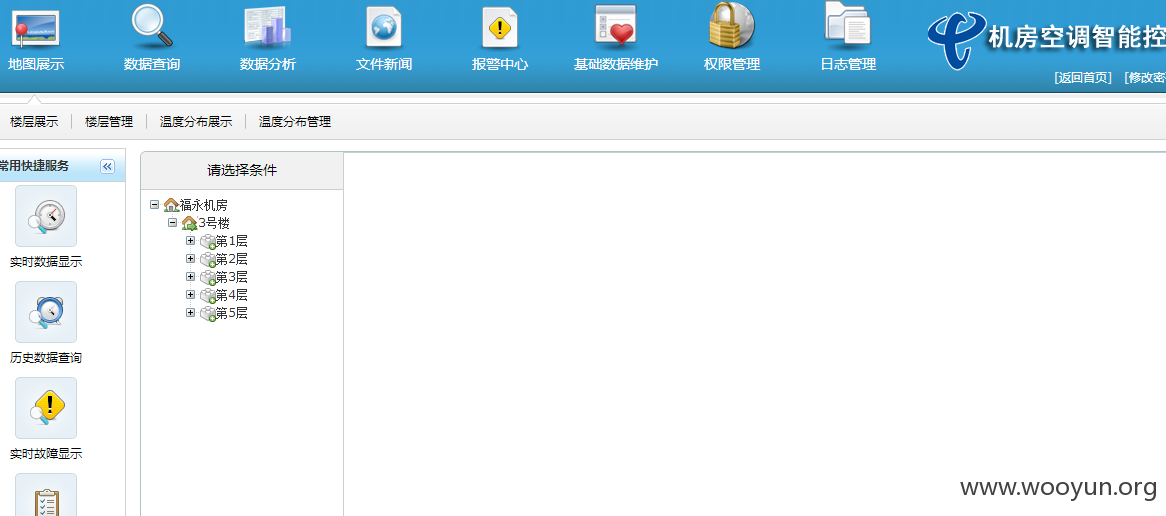 地图展示 数据查询 数据分析 文件新闻 报警中心 基础数据维护 权限管理 日志管理
机房空调智能控
[返回首页] [修改密
楼层展示 楼层管理 温度分布展示 温度分布管理
常用快捷服务
请选择条件
福永机房
3号楼
第1层
第2层
第3层
第4层
第5层
实时数据显示
历史数据查询
实时故障显示
www.wooyun.org